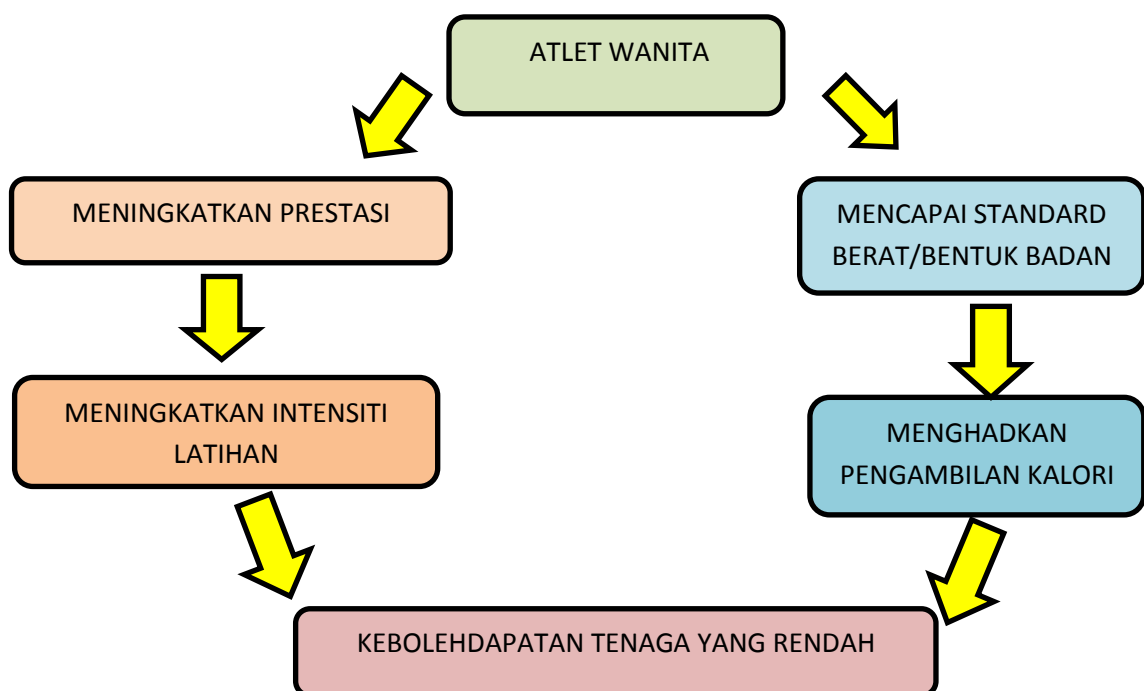 ATLET WANITA
MENINGKATKAN PRESTASI
MENCAPAI STANDARD
BERAT/BENTUK BADAN
MENINGKATKAN INTENSITI
LATIHAN
MENGHADKAN
PENGAMBILAN KALORI
KEBOLEHDAPATAN TENAGA YANG RENDAH